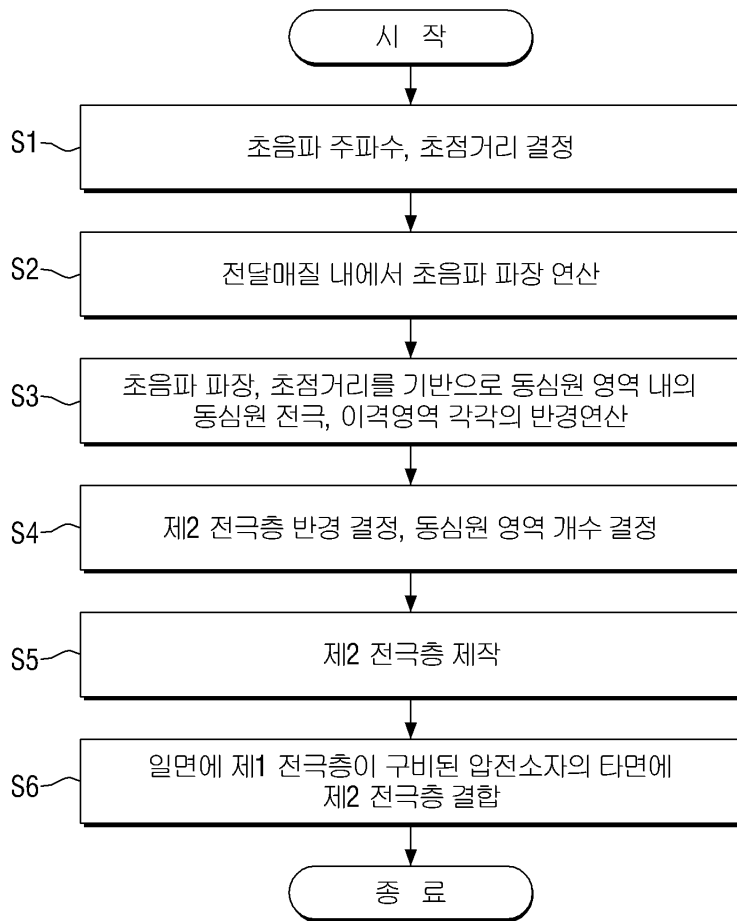 시 작
S1
초음파 주파수, 초점거리 결정
S2
전달매질 내에서 초음파 파장 연산
S3
초음파 파장, 초점거리를 기반으로 동심원 영역 내의
동심원 전극, 이격영역 각각의 반경연산
S4
제2 전극층 반경 결정, 동심원 영역 개수 결정
S5
제2 전극층 제작
S6
일면에 제1 전극층이 구비된 압전소자의 타면에
제2 전극층 결합
종 료